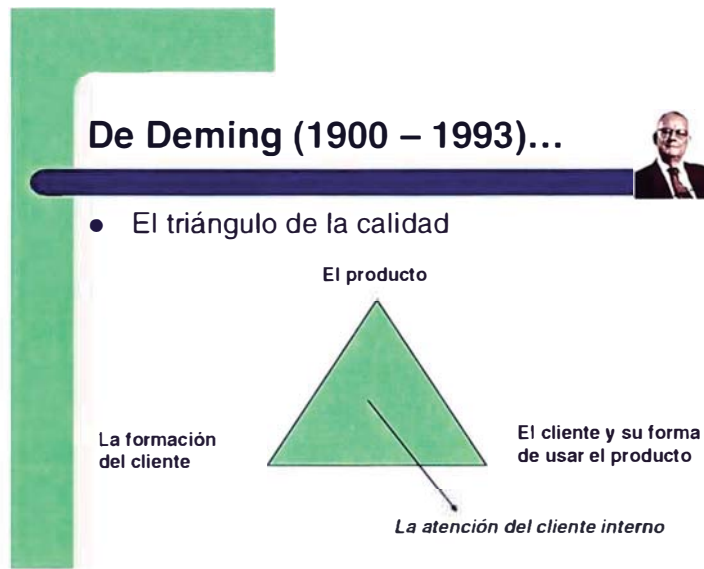 De Deming (1900 – 1993)...
● El triángulo de la calidad
El producto
La formación
del cliente
El cliente y su forma
de usar el producto
La atención del cliente interno